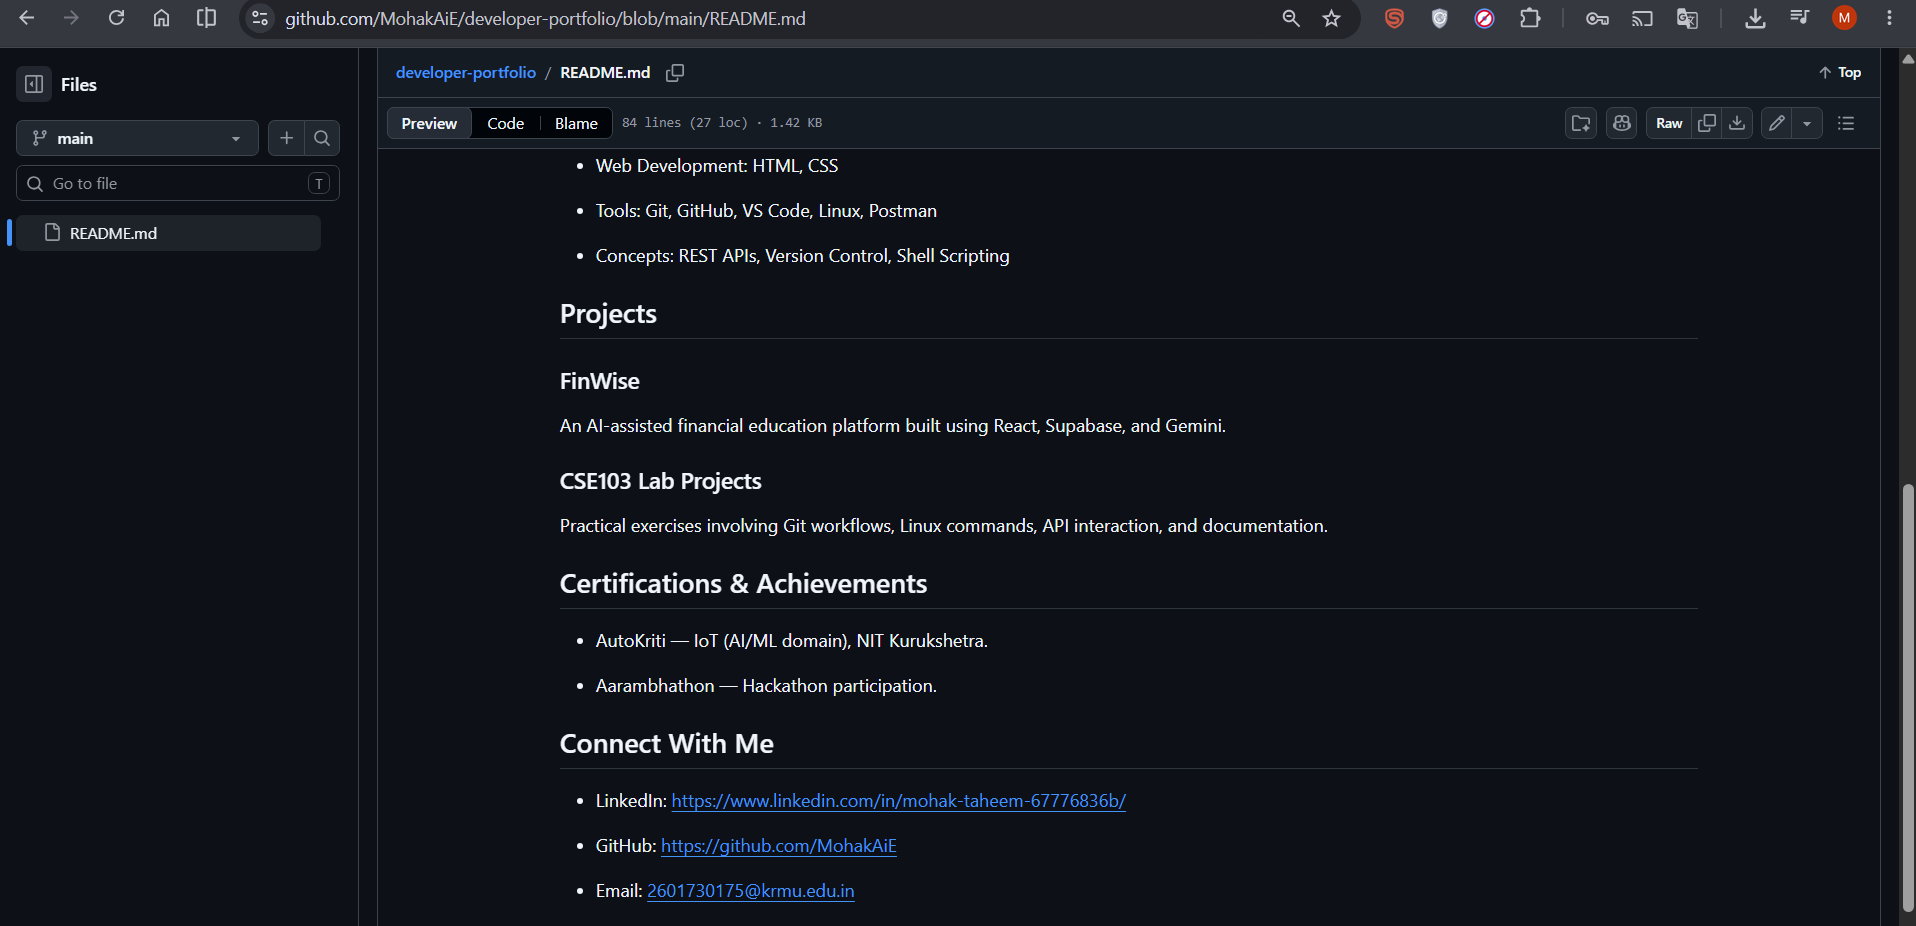 github.com/MohakAiE/developer-portfolio/blob/main/README.md
M
Files
main
Go to file
T
README.md
developer-portfolio / README.md
Top
Preview
Code
Blame
84 lines (27 loc) · 1.42 KB
Raw
• Web Development: HTML, CSS
• Tools: Git, GitHub, VS Code, Linux, Postman
• Concepts: REST APIs, Version Control, Shell Scripting
Projects
FinWise
An AI-assisted financial education platform built using React, Supabase, and Gemini.
CSE103 Lab Projects
Practical exercises involving Git workflows, Linux commands, API interaction, and documentation.
Certifications & Achievements
• AutoKriti — IoT (AI/ML domain), NIT Kurukshetra.
• Aarambhathon — Hackathon participation.
Connect With Me
• LinkedIn: https://www.linkedin.com/in/mohak-taheem-67776836b/
• GitHub: https://github.com/MohakAiE
• Email: 2601730175@krmu.edu.in